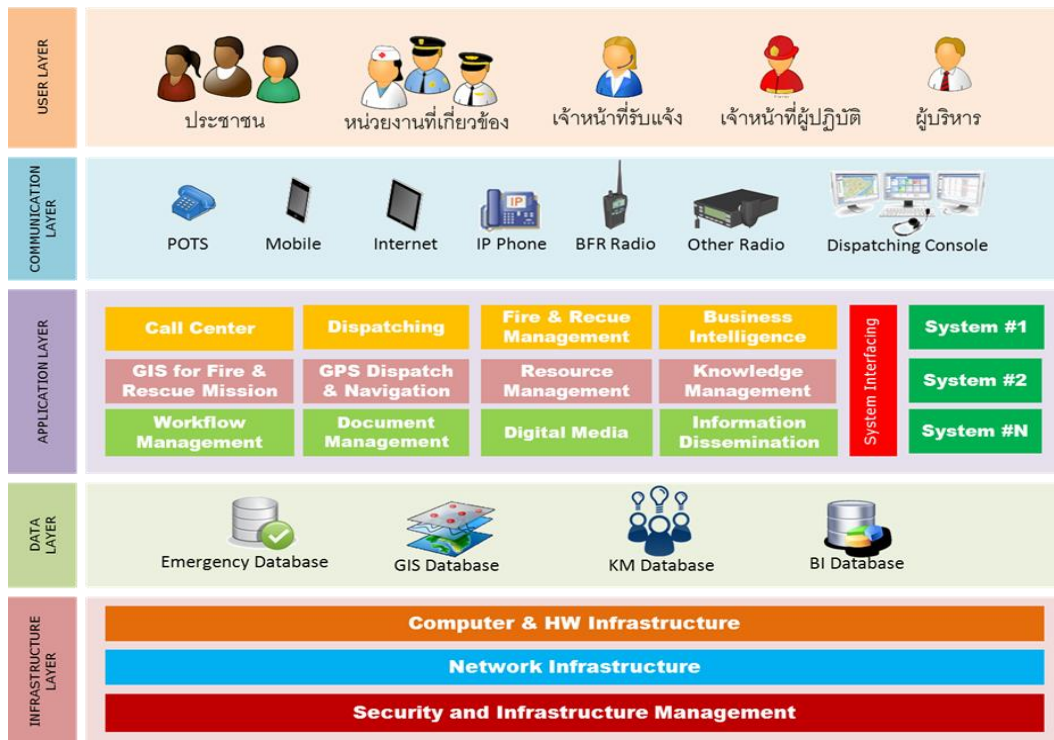 USER LAYER
ประชาชน
หน่วยงานที่เกี่ยวข้อง
เจ้าหน้าที่รับแจ้ง
เจ้าหน้าที่ผู้ปฏิบัติ
ผู้บริหาร
COMMUNICATION
LAYER
POTS
Mobile
Internet
IP
IP Phone
BFR Radio
Other Radio
Dispatching Console
APPLICATION LAYER
Call Center
Dispatching
Fire & Recue
Management
Business
Intelligence
GIS for Fire &
Rescue Mission
GPS Dispatch
& Navigation
Resource
Management
Knowledge
Management
Workflow
Management
Document
Management
Digital Media
Information
Dissemination
System Interfacing
System #1
System #2
System #N
DATA
LAYER
Emergency Database
GIS Database
KM Database
BI Database
INFRASTRUCTURE
LAYER
Computer & HW Infrastructure
Network Infrastructure
Security and Infrastructure Management